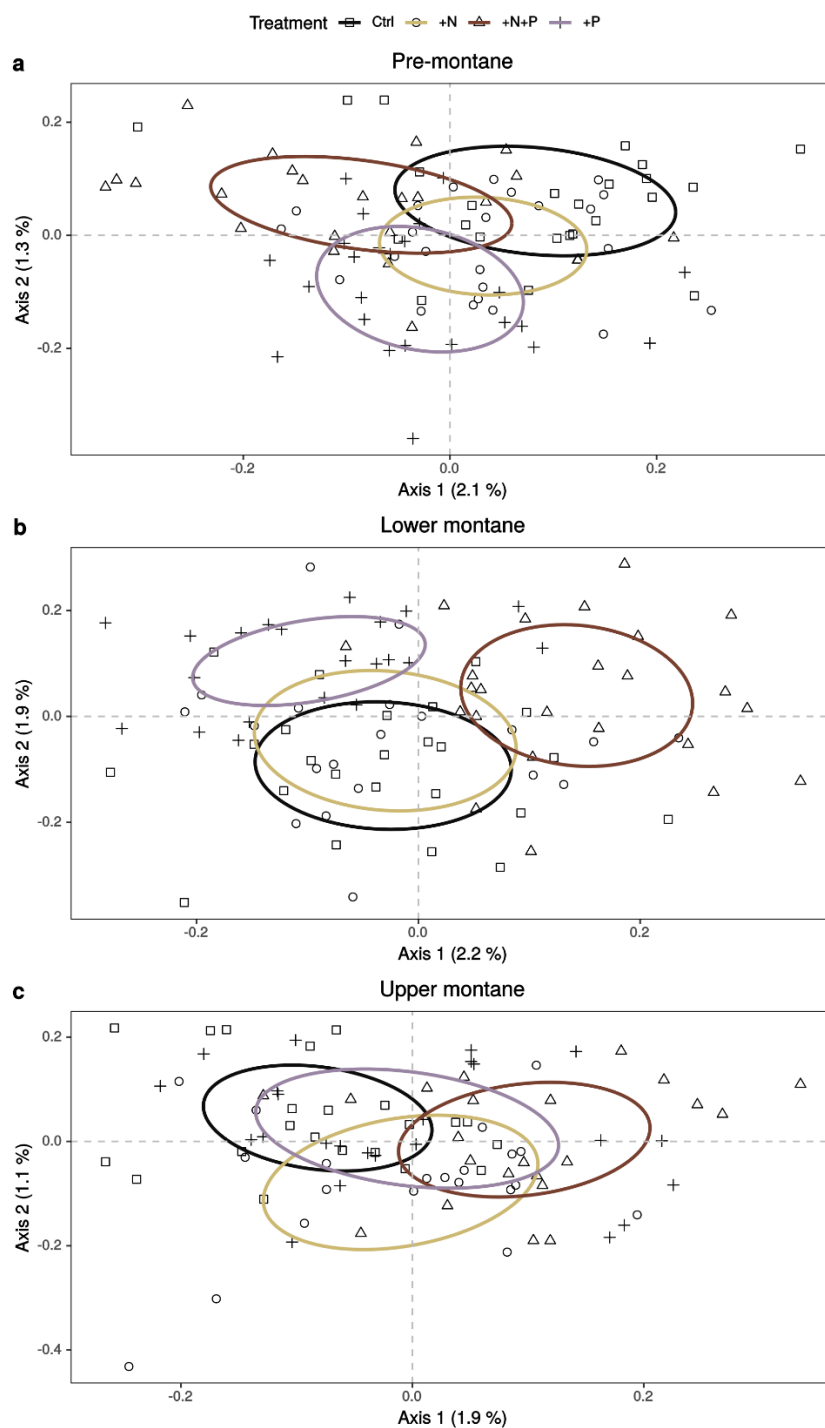 Treatment Ctrl +N +N+P +P
a
Pre-montane
0.2
0.0
-0.2
Axis 2 (1.3 %)
-0.2 0.0 0.2
Axis 1 (2.1 %)
b
Lower montane
0.2
0.0
-0.2
Axis 2 (1.9 %)
-0.2 0.0 0.2
Axis 1 (2.2 %)
c
Upper montane
0.2
0.0
-0.2
-0.4
Axis 2 (1.1 %)
-0.2 0.0 0.2
Axis 1 (1.9 %)